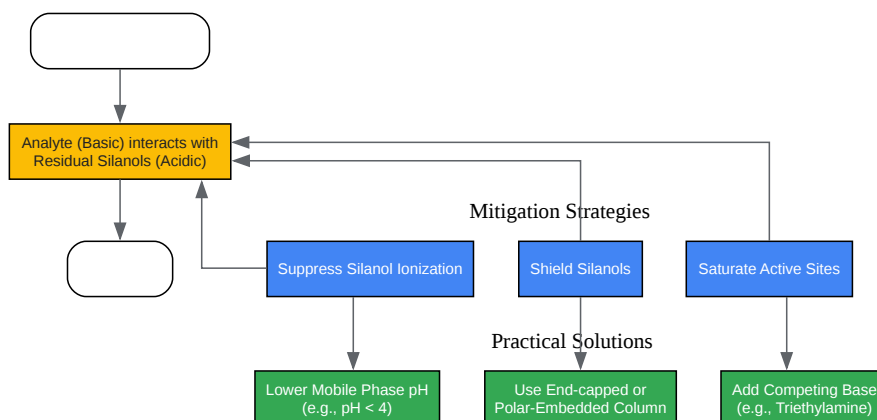 Analyte (Basic) interacts with
Residual Silanols (Acidic)
Mitigation Strategies
Suppress Silanol Ionization
Shield Silanols
Saturate Active Sites
Practical Solutions
Lower Mobile Phase pH
(e.g., pH < 4)
Use End-capped or
Polar-Embedded Column
Add Competing Base
(e.g., Triethylamine)